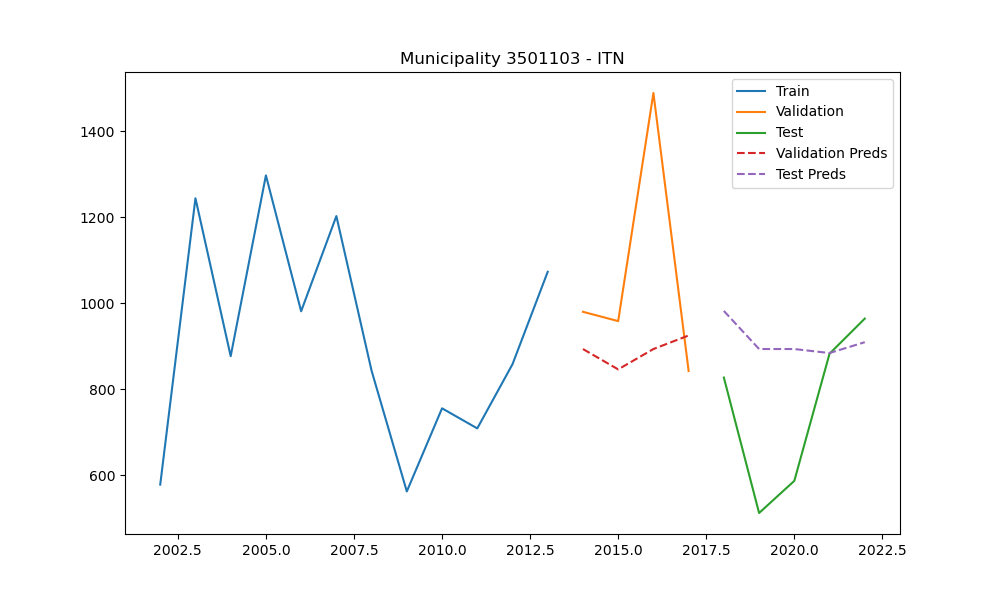 Municipality 3501103 - ITN
Train
Validation
Test
Validation Preds
Test Preds
1400
1200
1000
800
600
2002.5 2005.0 2007.5 2010.0 2012.5 2015.0 2017.5 2020.0 2022.5